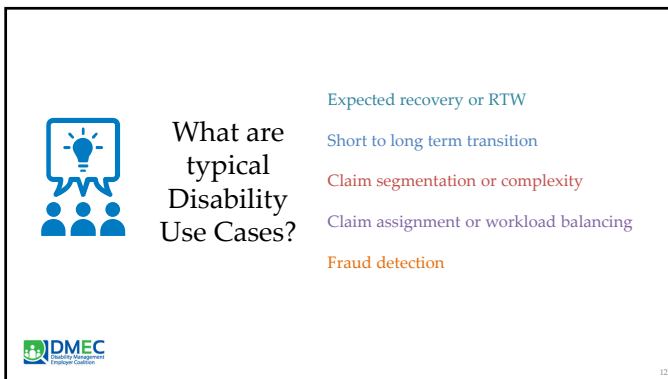 What are
typical
Disability
Use Cases?
Expected recovery or RTW
Short to long term transition
Claim segmentation or complexity
Claim assignment or workload balancing
Fraud detection
DMEC
Disability Management
Employer Coalition
12